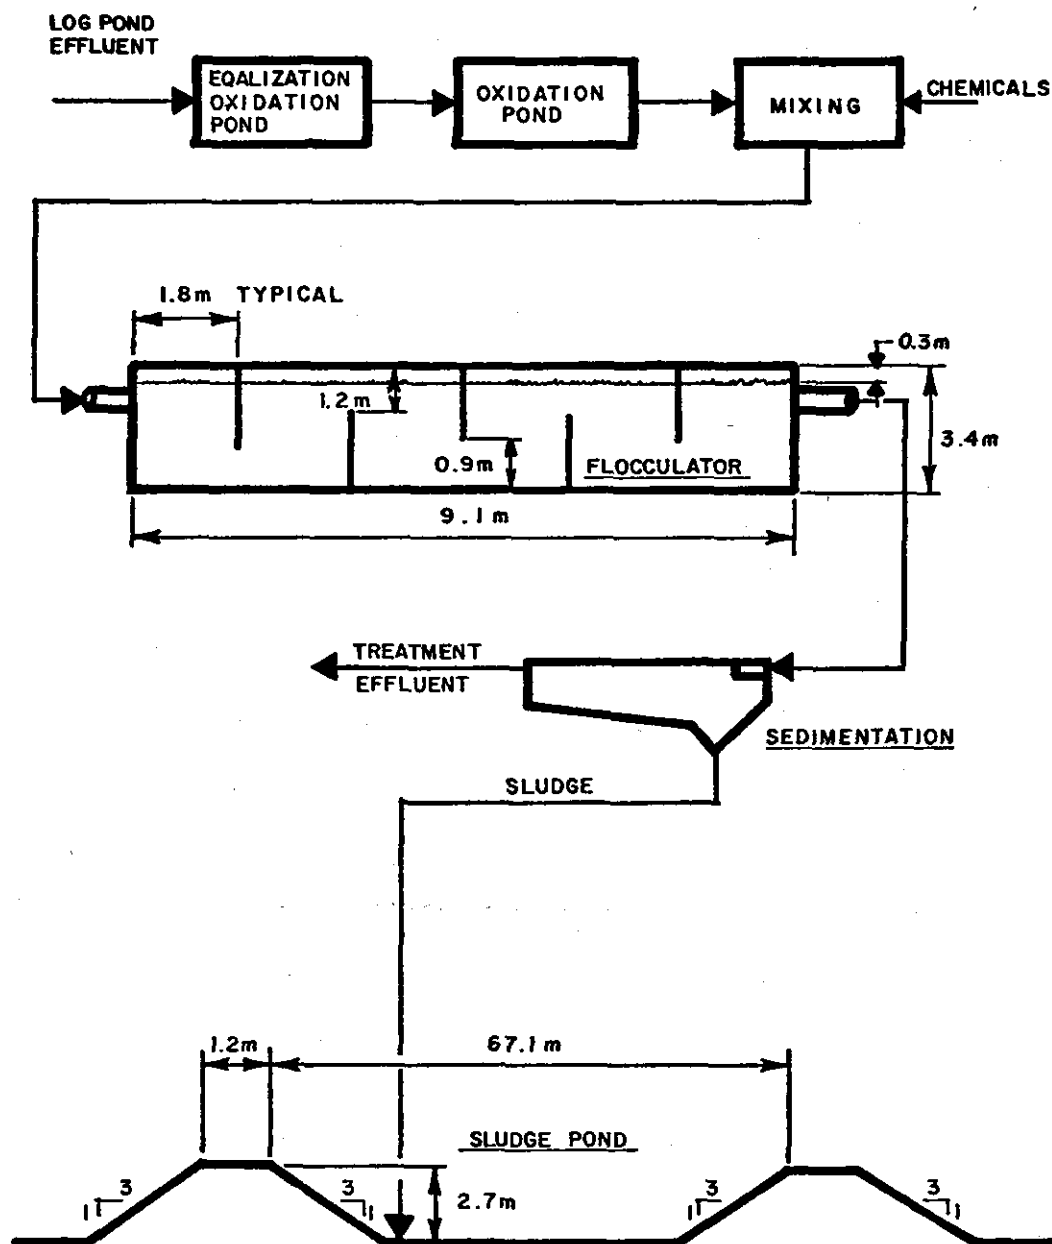 LOG POND
EFFLUENT
EQALIZATION
OXIDATION
POND
OXIDATION
POND
MIXING
CHEMICALS
1.8m TYPICAL
0.3m
1.2m
3.4m
0.9m
FLOCCULATOR
9.1m
TREATMENT
EFFLUENT
SEDIMENTATION
SLUDGE
1.2m
67.1m
SLUDGE POND
3
1
3
1
2.7m
3
1
3
1